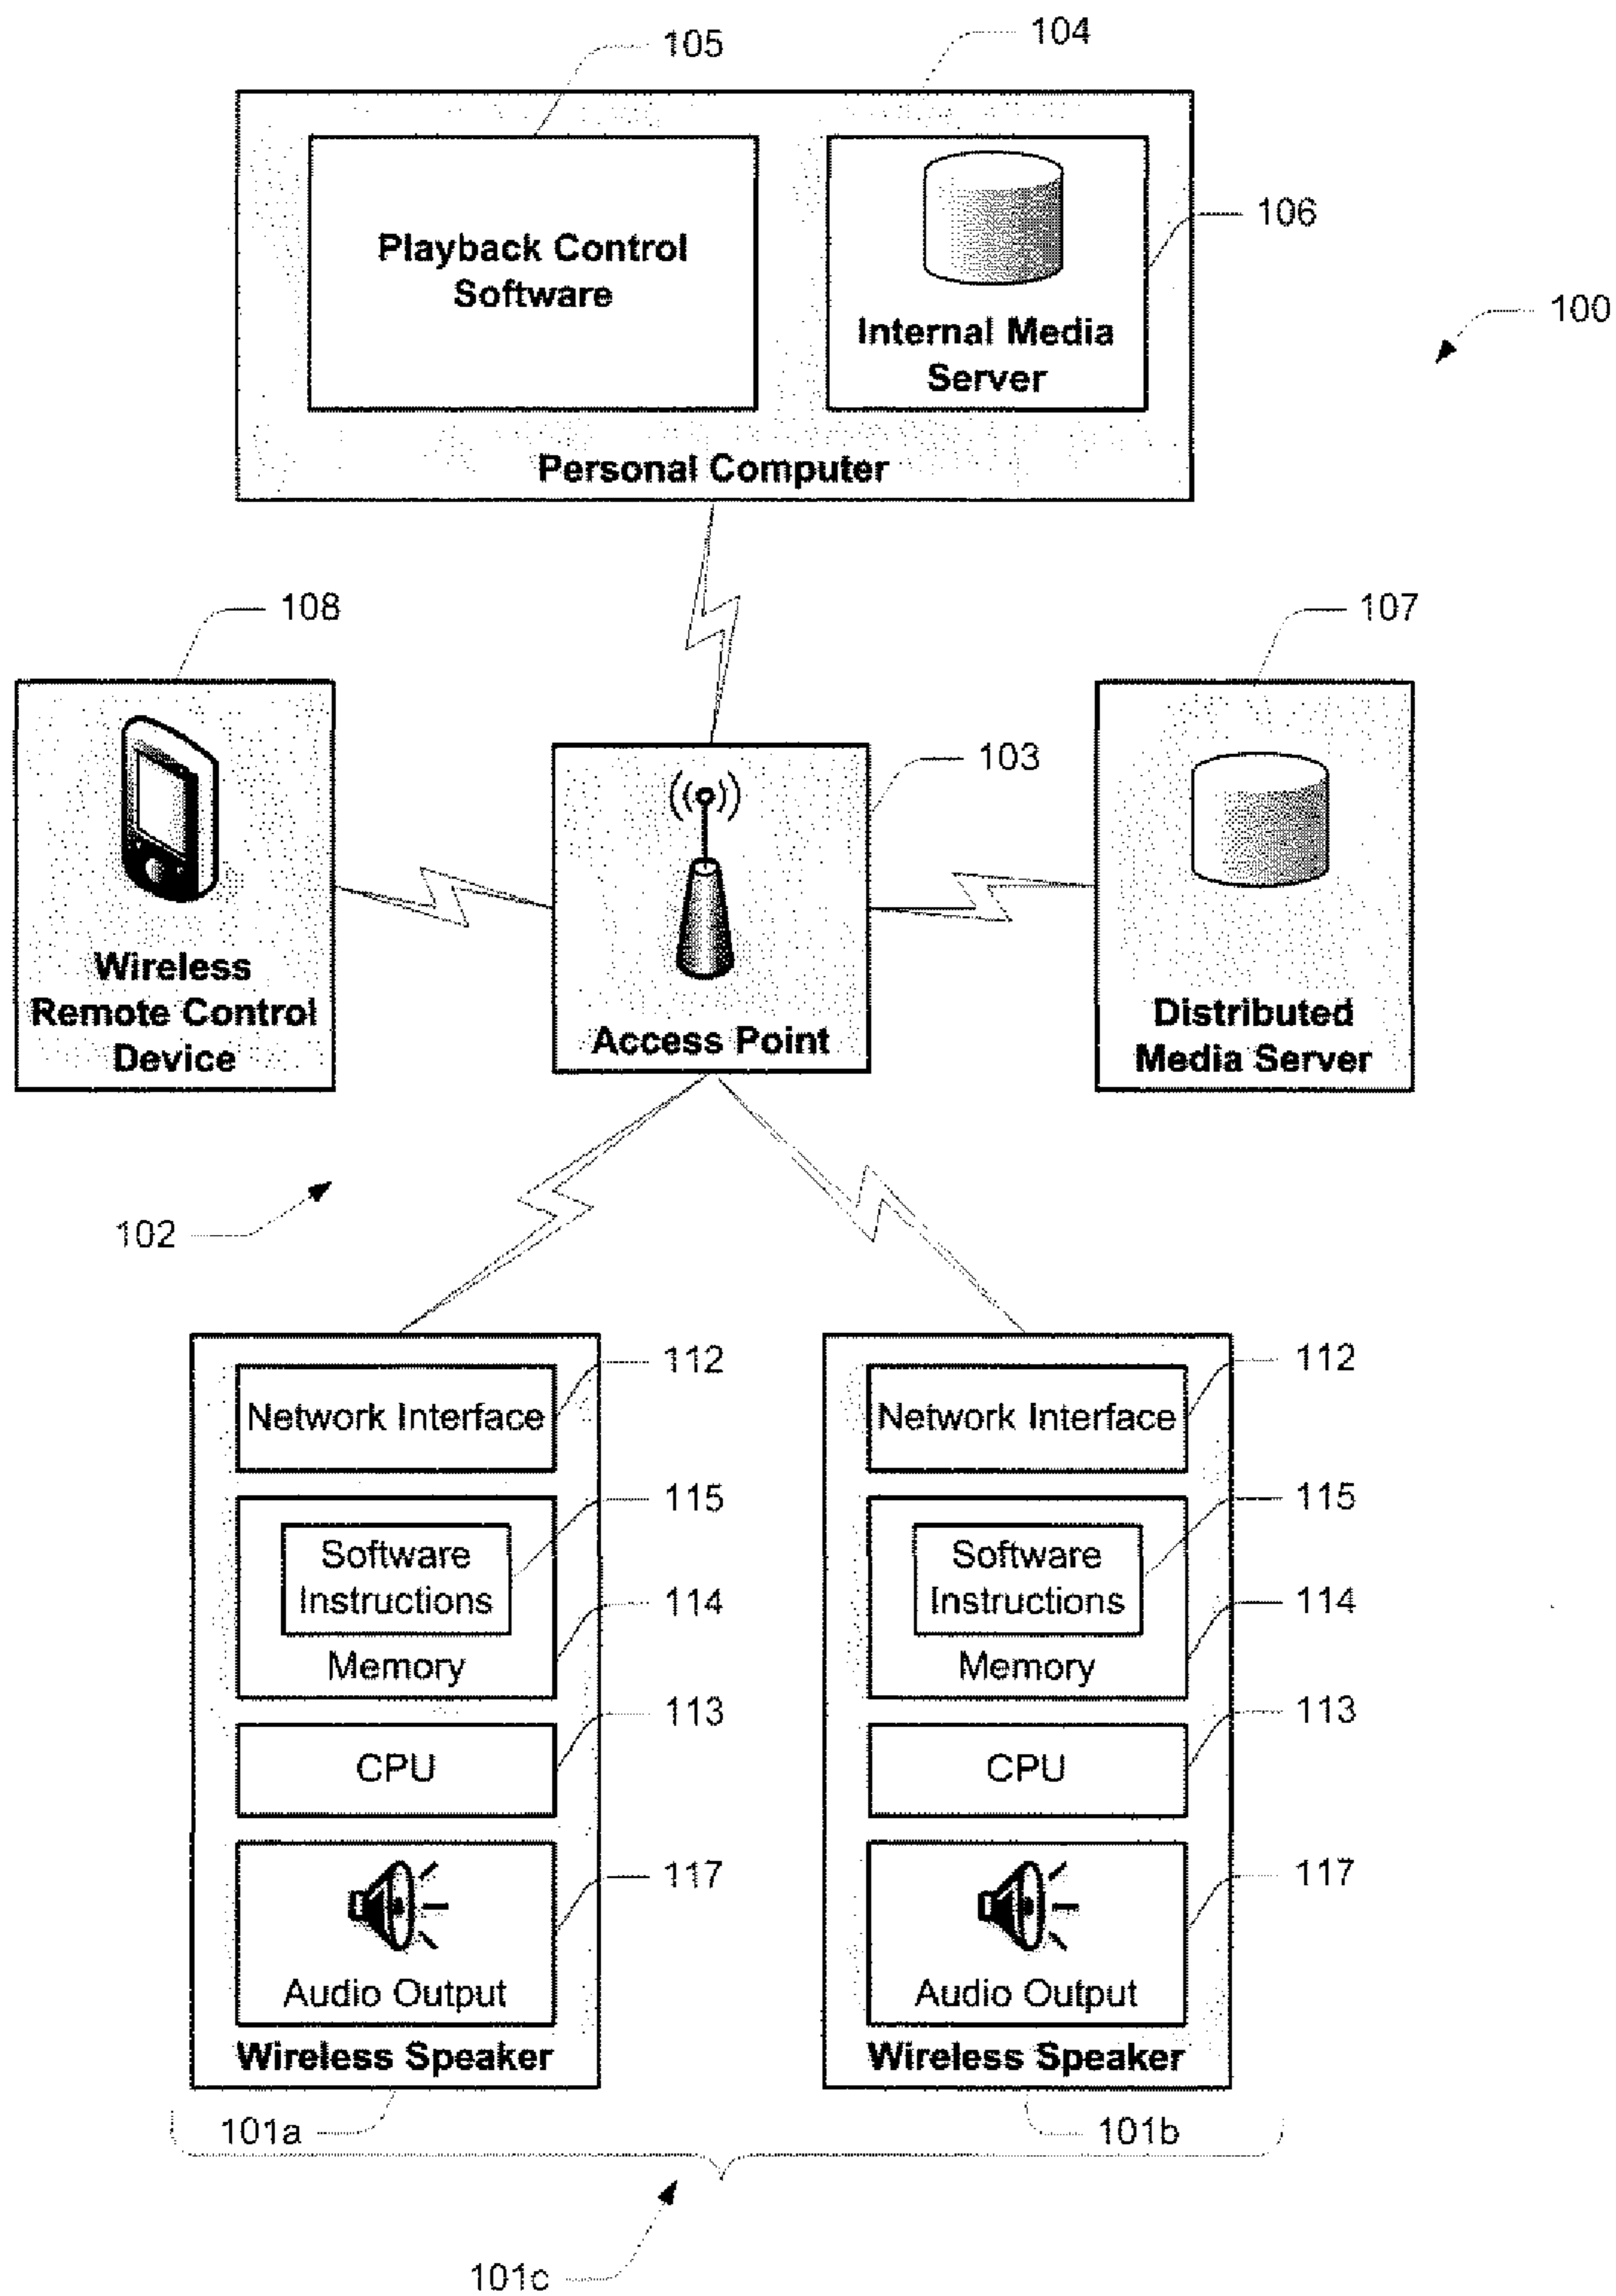 105
104
Playback Control
Software
106
Internal Media
Server
100
Personal Computer
108
107
103
Wireless
Remote Control
Device
Access Point
Distributed
Media Server
102
Network Interface
112
Network Interface
112
115
115
Software
Instructions
Software
Instructions
114
114
Memory
Memory
113
113
CPU
CPU
117
117
Audio Output
Audio Output
Wireless Speaker
Wireless Speaker
101a
101b
101c